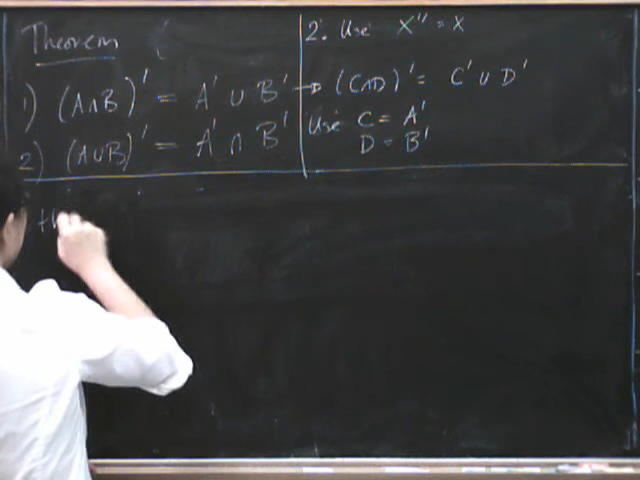 Theorem
1) (A∩B)' = A' ∪ B'
2) (A∪B)' = A' ∩ B'
2. Use X'' = X
→ (C∩D)' = C' ∪ D'
Use C = A'
D = B'